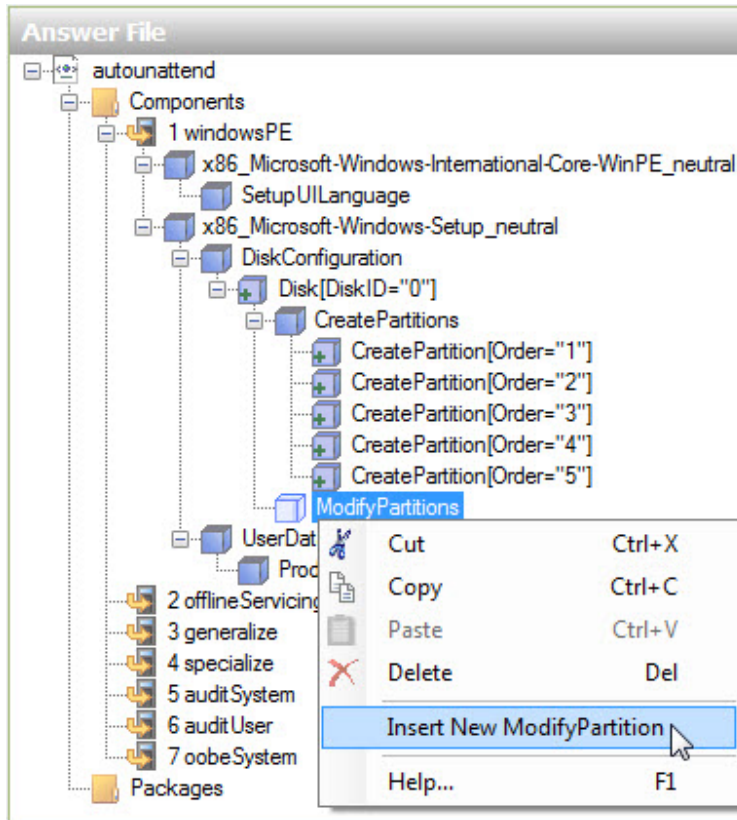 Answer File
autounattend
Components
1 windowsPE
x86_Microsoft-Windows-International-Core-WinPE_neutral
SetupUILanguage
x86_Microsoft-Windows-Setup_neutral
DiskConfiguration
Disk[DiskID="0"]
CreatePartitions
CreatePartition[Order="1"]
CreatePartition[Order="2"]
CreatePartition[Order="3"]
CreatePartition[Order="4"]
CreatePartition[Order="5"]
ModifyPartitions
UserDat
Cut Ctrl+X
Prod
Copy Ctrl+C
2 offlineServicing
3 generalize
Paste Ctrl+V
4 specialize
Delete Del
5 auditSystem
6 auditUser
Insert New ModifyPartition
7 oobeSystem
Packages
Help... F1